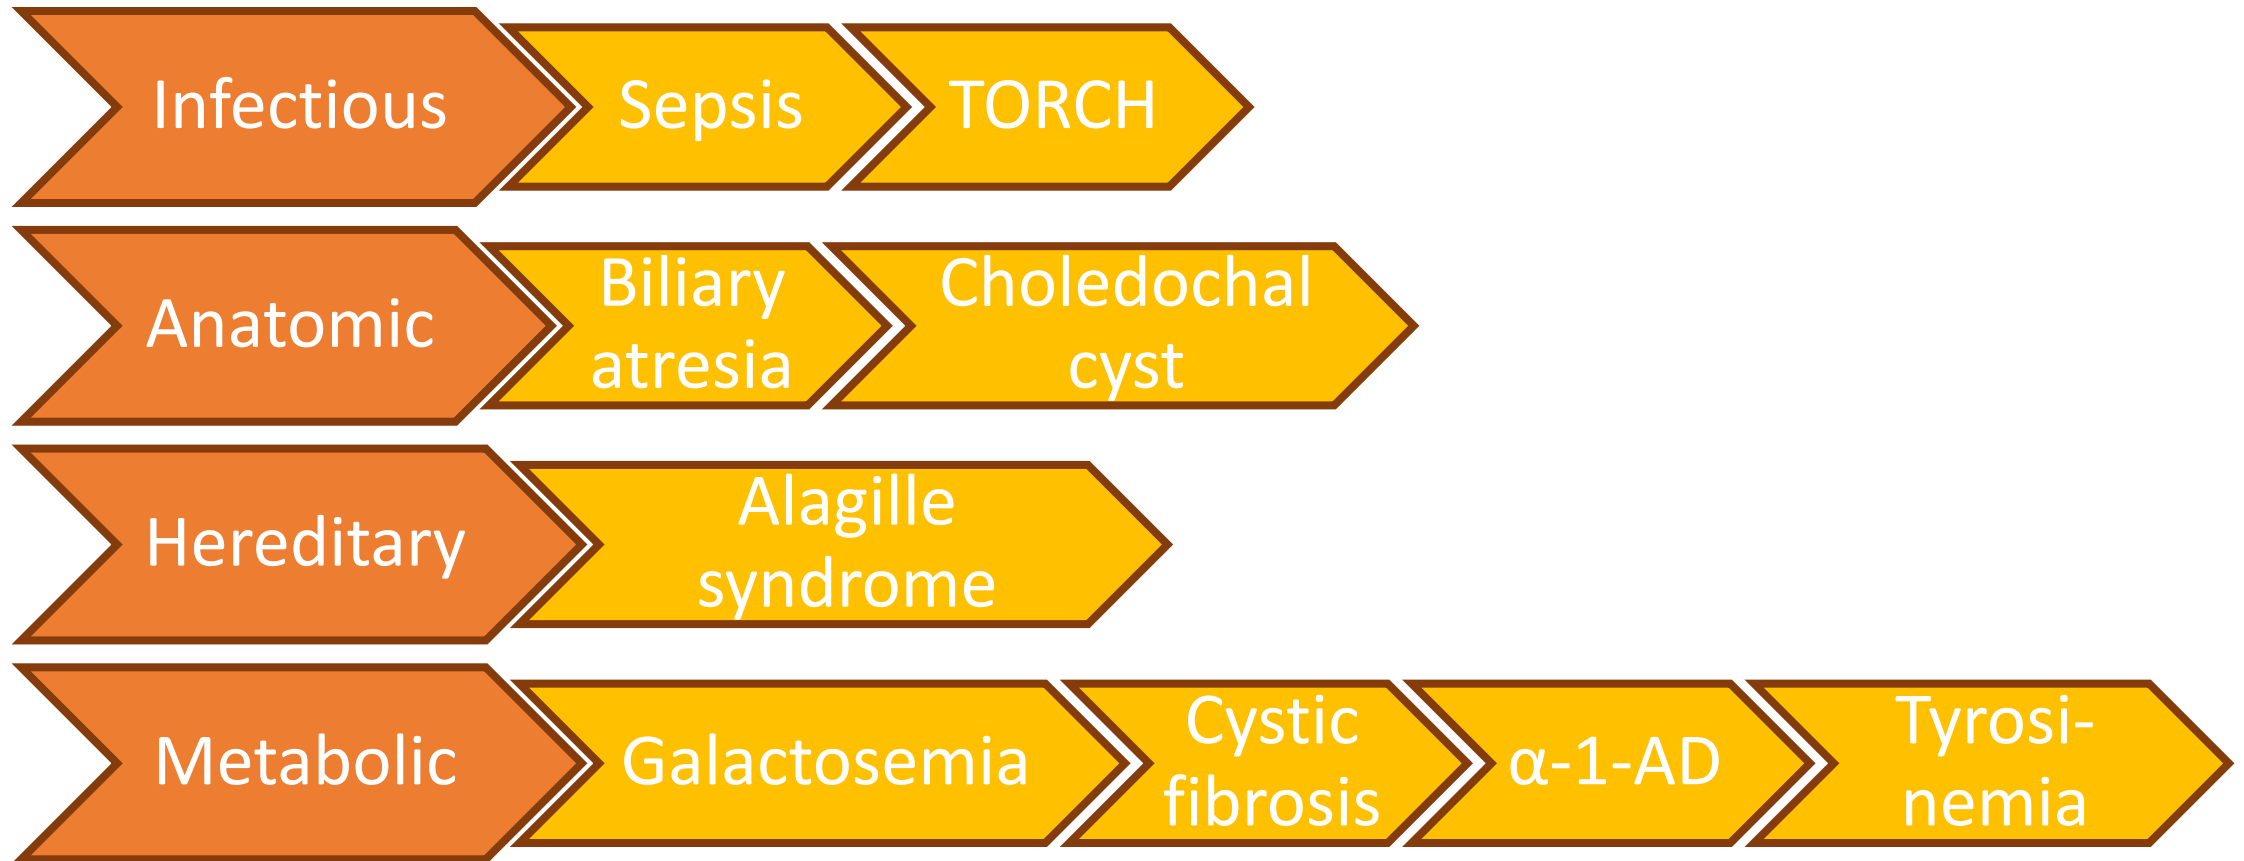 Infectious
Sepsis
TORCH
Anatomic
Biliary
atresia
Choledochal
cyst
Hereditary
Alagille
syndrome
Metabolic
Galactosemia
Cystic
fibrosis
α-1-AD
Tyrosi-
nemia